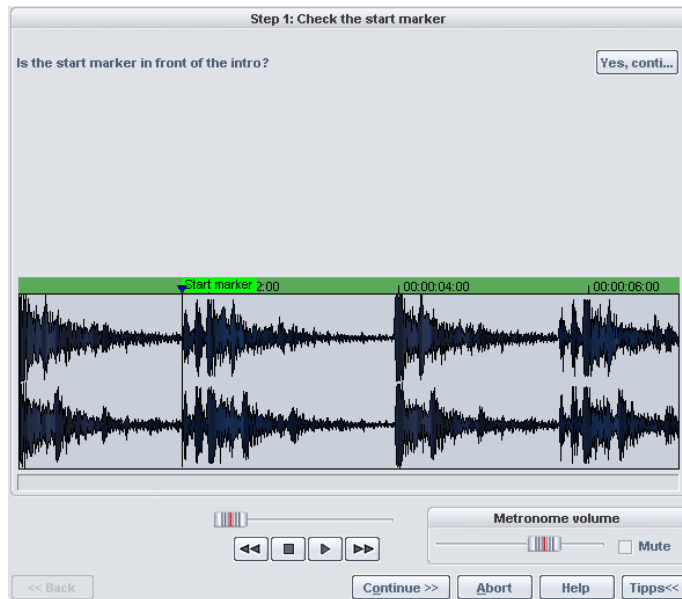 Step 1: Check the start marker
Is the start marker in front of the intro?
Yes, conti...
Start marker 2:00
00:00:04:00
00:00:06:00
Metronome volume
Mute
<< Back
Continue >>
Abort
Help
Tipps<<